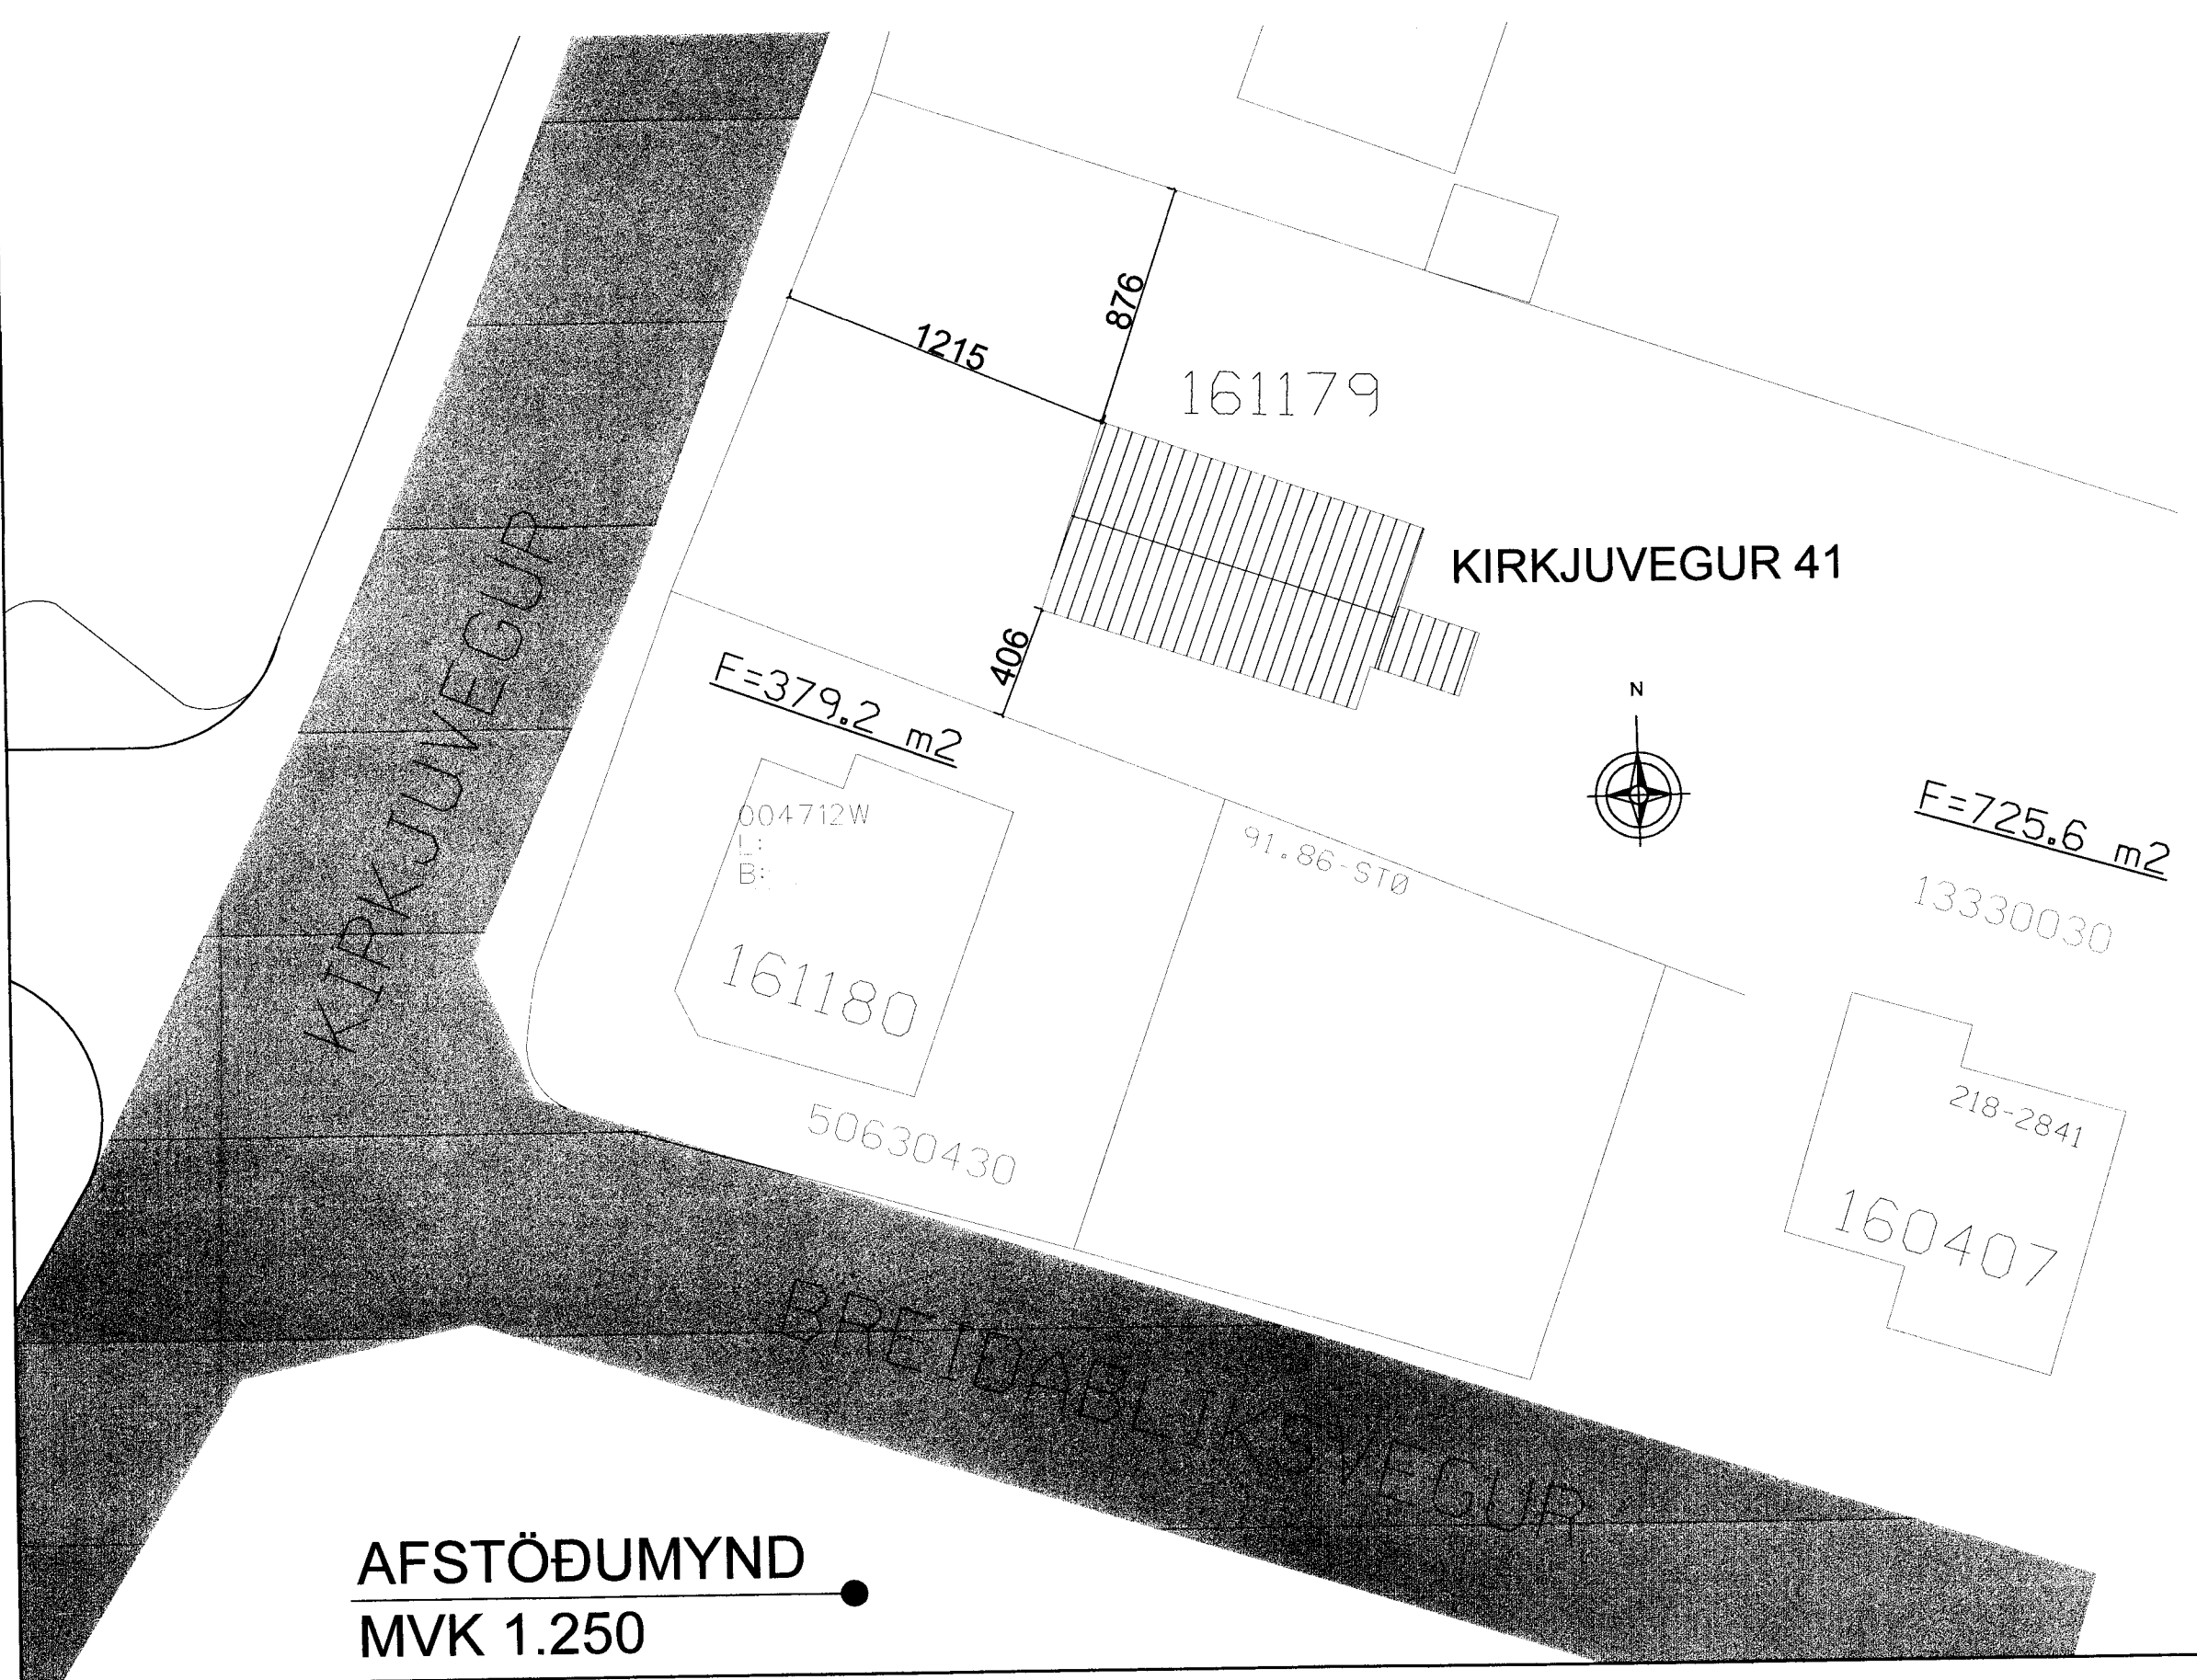 876
1215
161179
KIRKJUVEGUR 41
406
F=379.2 m2
N
KIRKJUVEGUR
F=725.6 m2
004712W
L:
B:
91.86-STØ
13330030
161180
218-2841
50630430
160407
BREIÐABLIKSVEGUR
AFSTÖÐUMYND
MVK 1.250